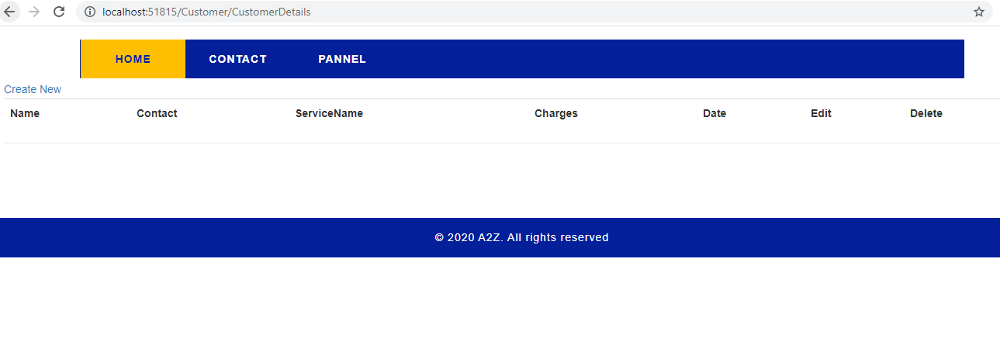 localhost:51815/Customer/CustomerDetails
HOME CONTACT PANNEL
Create New
Name Contact ServiceName Charges Date Edit Delete
© 2020 A2Z. All rights reserved